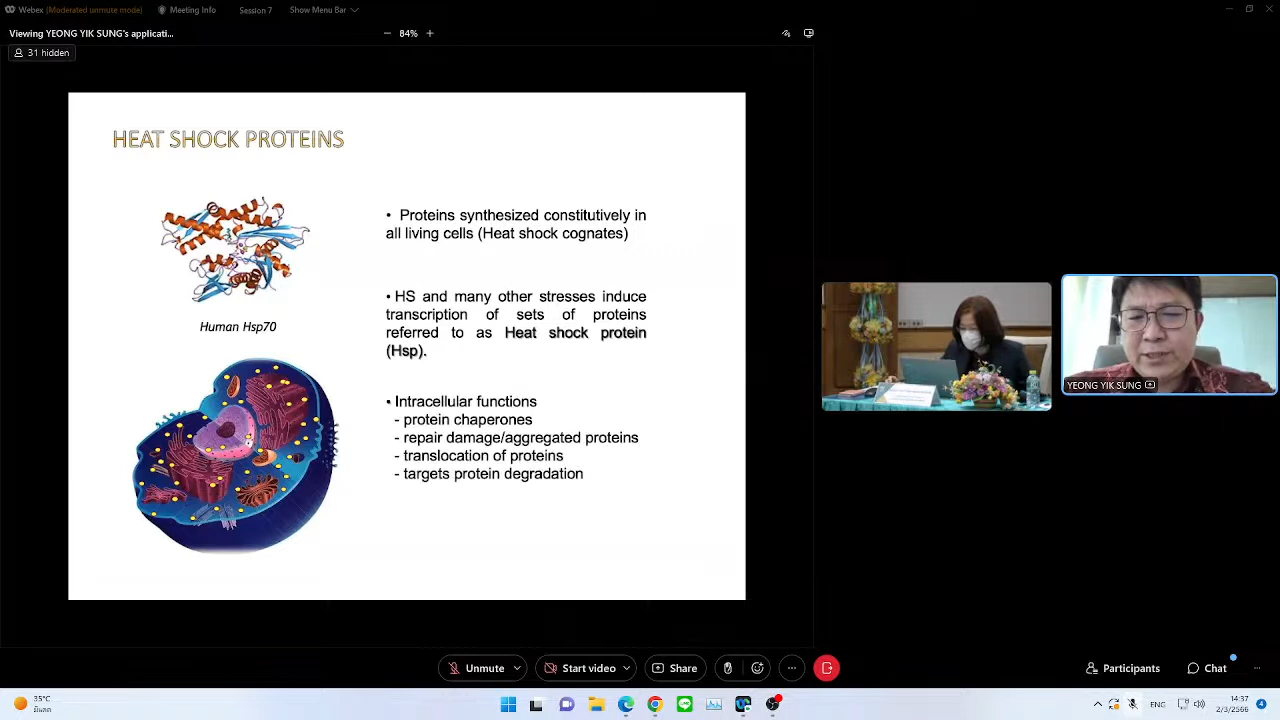 Webex (Moderated unmute mode) Meeting Info Session 7 Show Menu Bar
Viewing YEONG YIK SUNG's applicati... 84%
31 hidden
HEAT SHOCK PROTEINS
Human Hsp70
• Proteins synthesized constitutively in
all living cells (Heat shock cognates)
• HS and many other stresses induce
transcription of sets of proteins
referred to as Heat shock protein
(Hsp).
• Intracellular functions
- protein chaperones
- repair damage/aggregated proteins
- translocation of proteins
- targets protein degradation
YEONG YIK SUNG
Unmute Start video Share Participants Chat
35°C
ENG
14:37
2/3/2566